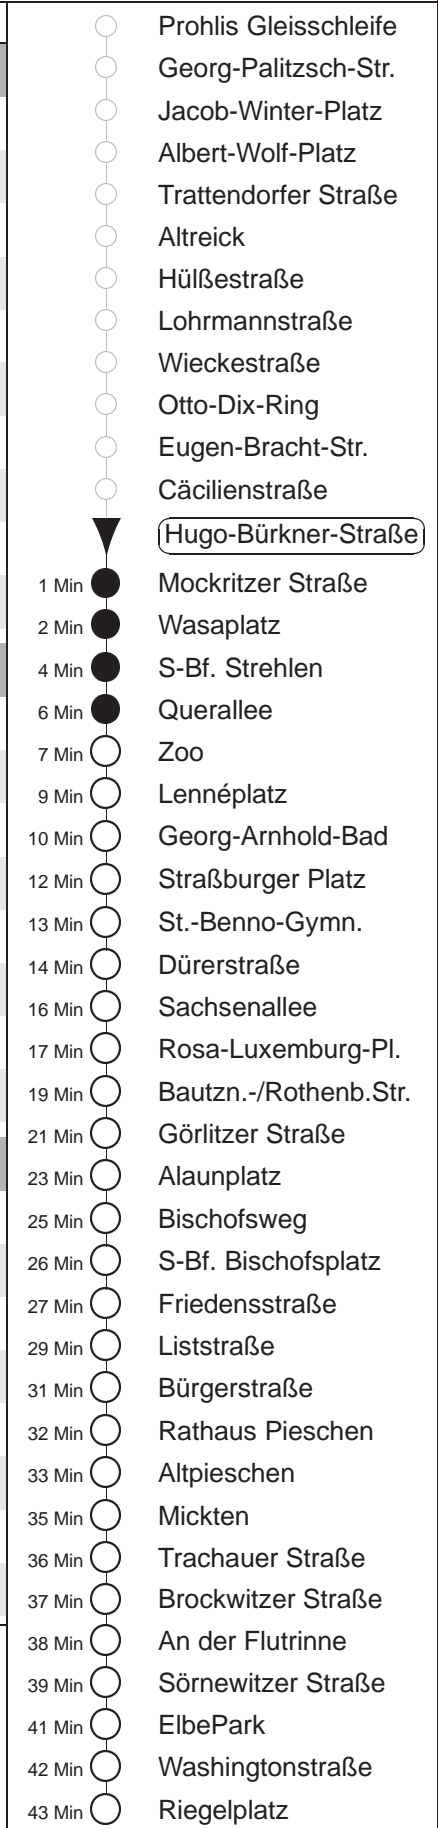 Prohlis Gleisschleife
Georg-Palitzsch-Str.
Jacob-Winter-Platz
Albert-Wolf-Platz
Trattendorfer Straße
Altreick
Hülßestraße
Lohrmannstraße
Wieckestraße
Otto-Dix-Ring
Eugen-Bracht-Str.
Cäcilienstraße
Hugo-Bürkner-Straße
1 Min Mockritzer Straße
2 Min Wasaplatz
4 Min S-Bf. Strehlen
6 Min Querallee
7 Min Zoo
9 Min Lennéplatz
10 Min Georg-Arnhold-Bad
12 Min Straßburger Platz
13 Min St.-Benno-Gymn.
14 Min Dürerstraße
16 Min Sachsenallee
17 Min Rosa-Luxemburg-Pl.
19 Min Bautzn.-/Rothenb.Str.
21 Min Görlitzer Straße
23 Min Alaunplatz
25 Min Bischofsweg
26 Min S-Bf. Bischofsplatz
27 Min Friedensstraße
29 Min Liststraße
31 Min Bürgerstraße
32 Min Rathaus Pieschen
33 Min Altpieschen
35 Min Mickten
36 Min Trachauer Straße
37 Min Brockwitzer Straße
38 Min An der Flutrinne
39 Min Sörnewitzer Straße
41 Min ElbePark
42 Min Washingtonstraße
43 Min Riegelplatz